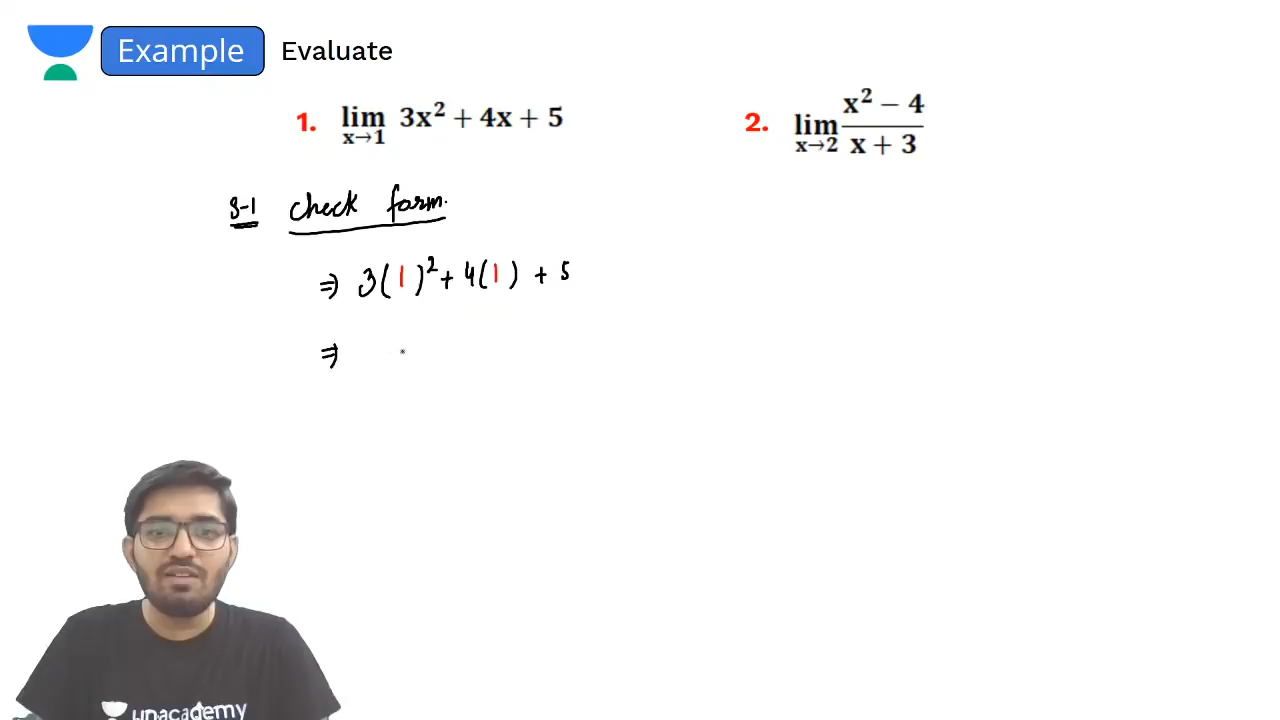 Example Evaluate
1. lim x→1 3x² + 4x + 5
2. lim x→2 x² − 4 / x + 3
S-1 Check form.
⇒ 3(1)² + 4(1) + 5
⇒
unacademy